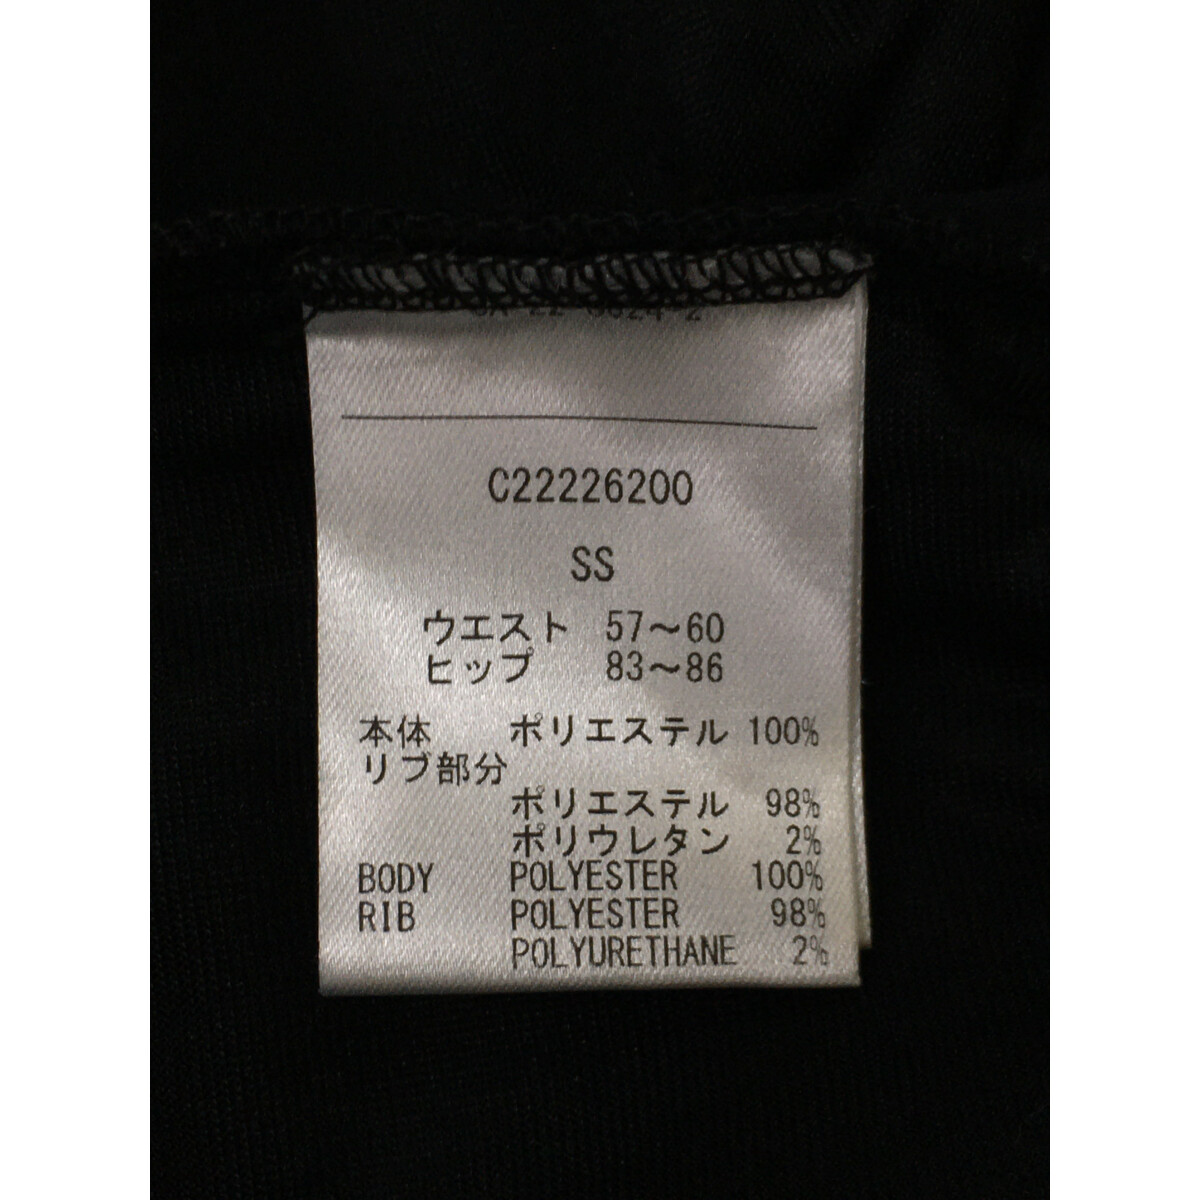 C22226200
SS
ウエスト 57～60
ヒップ 83～86
本体 ポリエステル 100%
リブ部分
ポリエステル 98%
ポリウレタン 2%
BODY POLYESTER 100%
RIB POLYESTER 98%
POLYURETHANE 2%